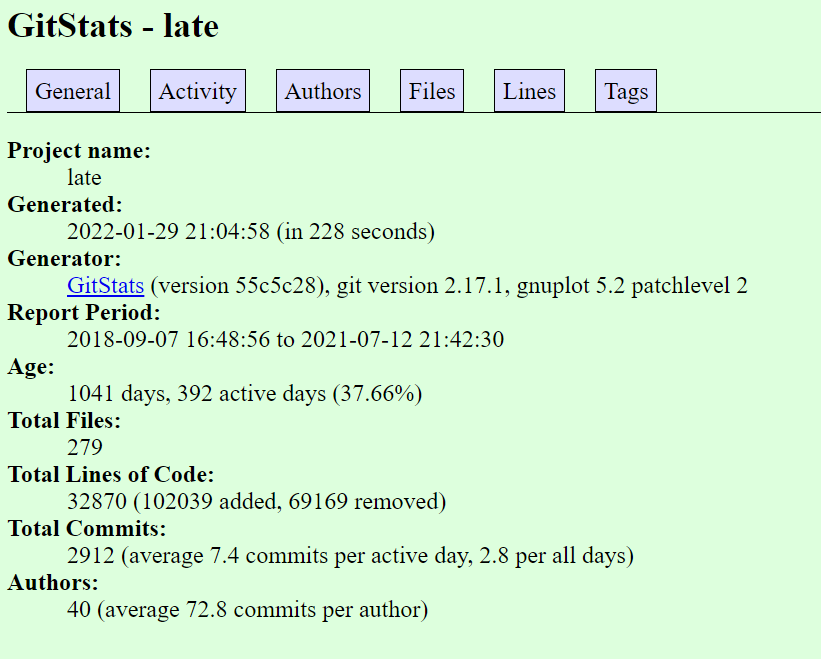 GitStats - late
General Activity Authors Files Lines Tags
Project name:
late
Generated:
2022-01-29 21:04:58 (in 228 seconds)
Generator:
GitStats (version 55c5c28), git version 2.17.1, gnuplot 5.2 patchlevel 2
Report Period:
2018-09-07 16:48:56 to 2021-07-12 21:42:30
Age:
1041 days, 392 active days (37.66%)
Total Files:
279
Total Lines of Code:
32870 (102039 added, 69169 removed)
Total Commits:
2912 (average 7.4 commits per active day, 2.8 per all days)
Authors:
40 (average 72.8 commits per author)